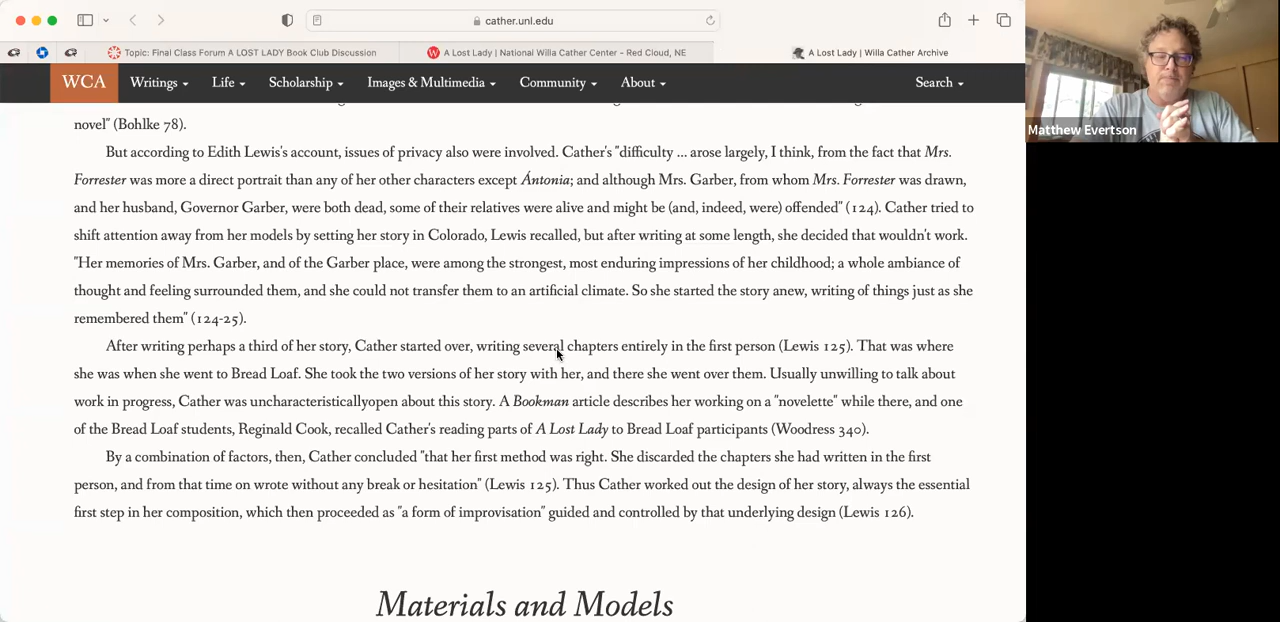 cather.unl.edu
Topic: Final Class Forum A LOST LADY Book Club Discussion
A Lost Lady | National Willa Cather Center - Red Cloud, NE
A Lost Lady | Willa Cather Archive
WCA
Writings
Life
Scholarship
Images & Multimedia
Community
About
Search
Matthew Evertson
novel" (Bohlke 78).
But according to Edith Lewis's account, issues of privacy also were involved. Cather's "difficulty ... arose largely, I think, from the fact that Mrs.
Forrester was more a direct portrait than any of her other characters except Ántonia; and although Mrs. Garber, from whom Mrs. Forrester was drawn,
and her husband, Governor Garber, were both dead, some of their relatives were alive and might be (and, indeed, were) offended" (124). Cather tried to
shift attention away from her models by setting her story in Colorado, Lewis recalled, but after writing at some length, she decided that wouldn't work.
"Her memories of Mrs. Garber, and of the Garber place, were among the strongest, most enduring impressions of her childhood; a whole ambiance of
thought and feeling surrounded them, and she could not transfer them to an artificial climate. So she started the story anew, writing of things just as she
remembered them" (124-25).
After writing perhaps a third of her story, Cather started over, writing several chapters entirely in the first person (Lewis 125). That was where
she was when she went to Bread Loaf. She took the two versions of her story with her, and there she went over them. Usually unwilling to talk about
work in progress, Cather was uncharacteristicallyopen about this story. A Bookman article describes her working on a "novelette" while there, and one
of the Bread Loaf students, Reginald Cook, recalled Cather's reading parts of A Lost Lady to Bread Loaf participants (Woodress 340).
By a combination of factors, then, Cather concluded "that her first method was right. She discarded the chapters she had written in the first
person, and from that time on wrote without any break or hesitation" (Lewis 125). Thus Cather worked out the design of her story, always the essential
first step in her composition, which then proceeded as "a form of improvisation" guided and controlled by that underlying design (Lewis 126).
Materials and Models